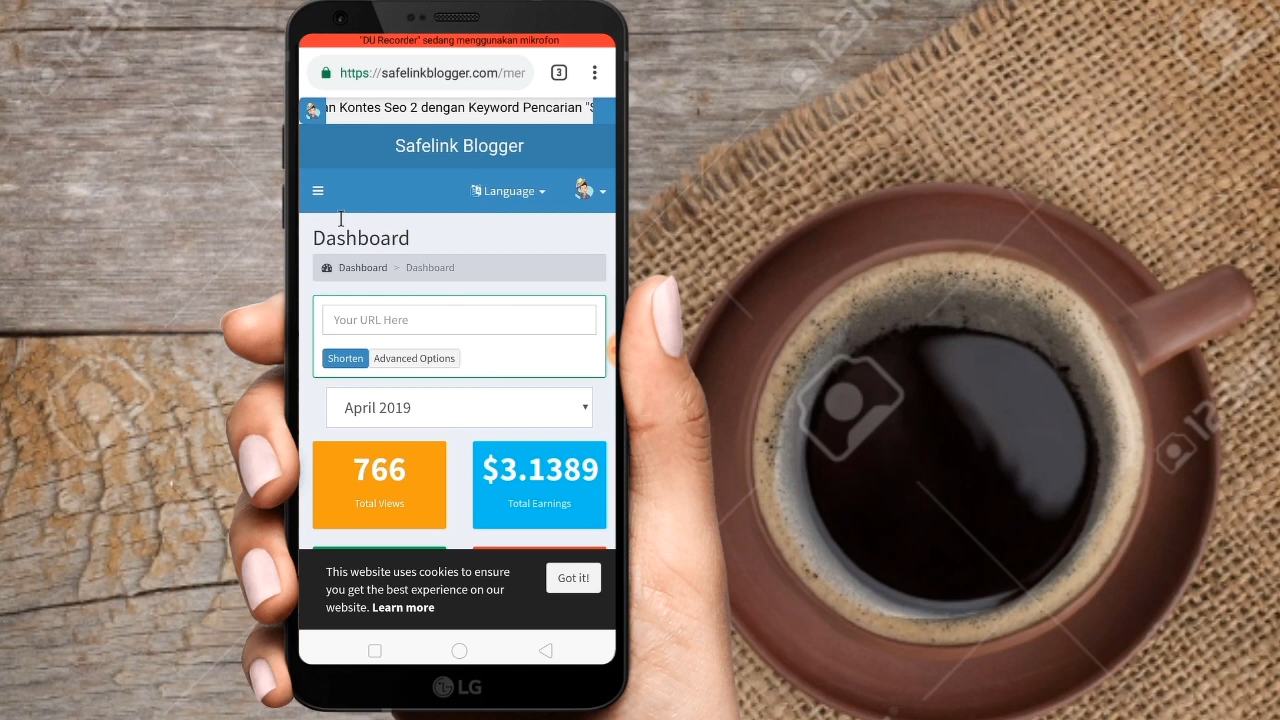 "DU Recorder" sedang menggunakan mikrofon
https://safelinkblogger.com/mer
3
Kontes Seo 2 dengan Keyword Pencarian "S
Safelink Blogger
Language
Dashboard
Dashboard > Dashboard
Your URL Here
Shorten Advanced Options
April 2019
766 $3.1389
Total Views Total Earnings
This website uses cookies to ensure
you get the best experience on our
website. Learn more
Got it!
LG